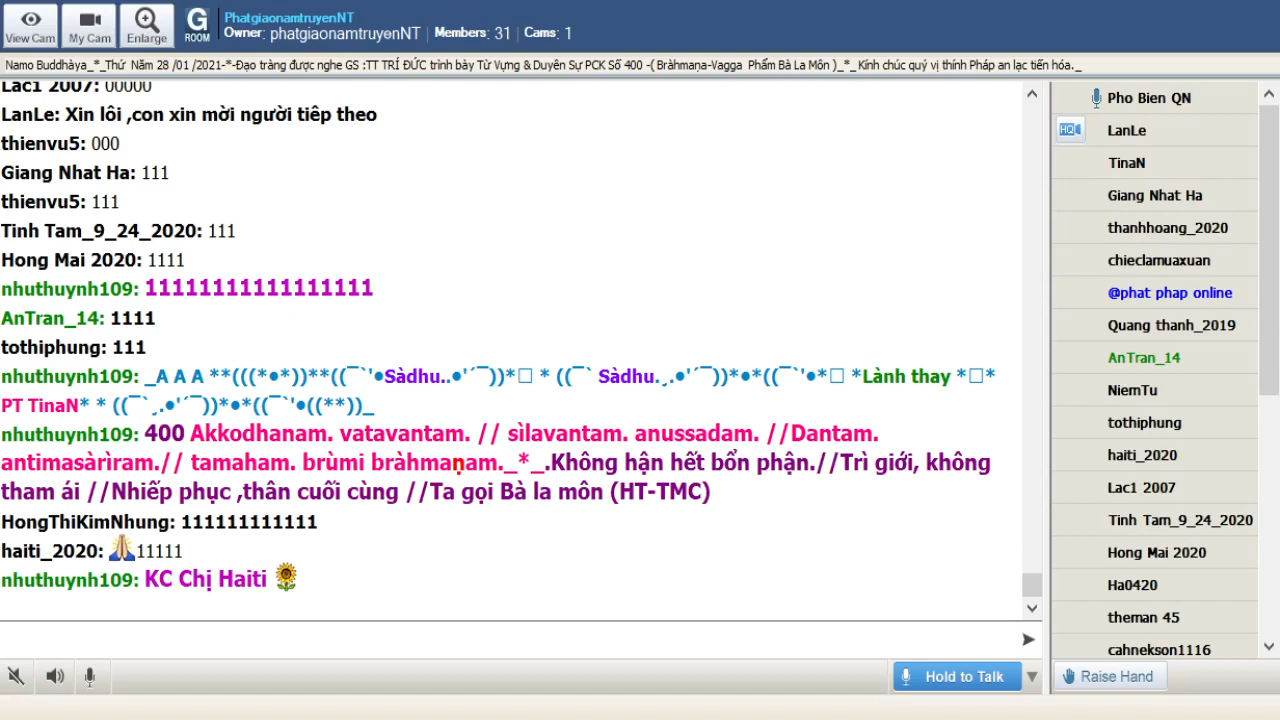 View Cam
My Cam
Enlarge
G
ROOM
PhatgiaonamtruyenNT
Owner: phatgiaonamtruyenNT | Members: 31 | Cams: 1
Namo Buddhàya_*_Thứ Năm 28 /01 /2021-*-Đạo tràng được nghe GS :TT TRÍ ĐỨC trình bày Từ Vựng & Duyên Sự PCK Số 400 -( Bràhmaṇa-Vagga Phẩm Bà La Môn )_*_ Kính chúc quý vị thính Pháp an lạc tiến hóa._
Lac1 2007: 00000
LanLe: Xin lôi ,con xin mời người tiêp theo
thienvu5: 000
Giang Nhat Ha: 111
thienvu5: 111
Tinh Tam_9_24_2020: 111
Hong Mai 2020: 1111
nhuthuynh109: 11111111111111111
AnTran_14: 1111
tothiphung: 111
nhuthuynh109: _A A A **(((*•*))**((¯`'•Sàdhu..•'´¯))*□ * ((¯` Sàdhu.¸.•'´¯))*•*((¯`'•*□ *Lành thay *□*
PT TinaN* * ((¯`¸.•'´¯))*•*((¯`'•((**))_
nhuthuynh109: 400 Akkodhanam. vatavantam. // sìlavantam. anussadam. //Dantam.
antimasàrìram.// tamaham. brùmi bràhmaṇam._*_.Không hận hết bổn phận.//Trì giới, không
tham ái //Nhiếp phục ,thân cuối cùng //Ta gọi Bà la môn (HT-TMC)
HongThiKimNhung: 111111111111
haiti_2020: 11111
nhuthuynh109: KC Chị Haiti
Pho Bien QN
HQ
LanLe
TinaN
Giang Nhat Ha
thanhhoang_2020
chieclamuaxuan
@phat phap online
Quang thanh_2019
AnTran_14
NiemTu
tothiphung
haiti_2020
Lac1 2007
Tinh Tam_9_24_2020
Hong Mai 2020
Ha0420
theman 45
cahnekson1116
Hold to Talk
Raise Hand